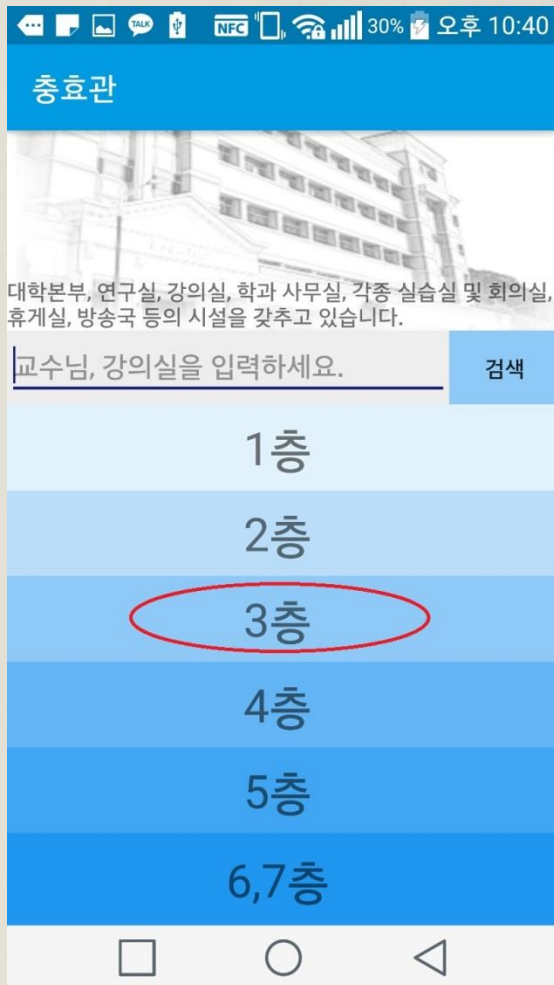 TALK NFC 30% 오후 10:40
충효관
대학본부, 연구실, 강의실, 학과 사무실, 각종 실습실 및 회의실,
휴게실, 방송국 등의 시설을 갖추고 있습니다.
교수님, 강의실을 입력하세요. 검색
1층
2층
3층
4층
5층
6,7층